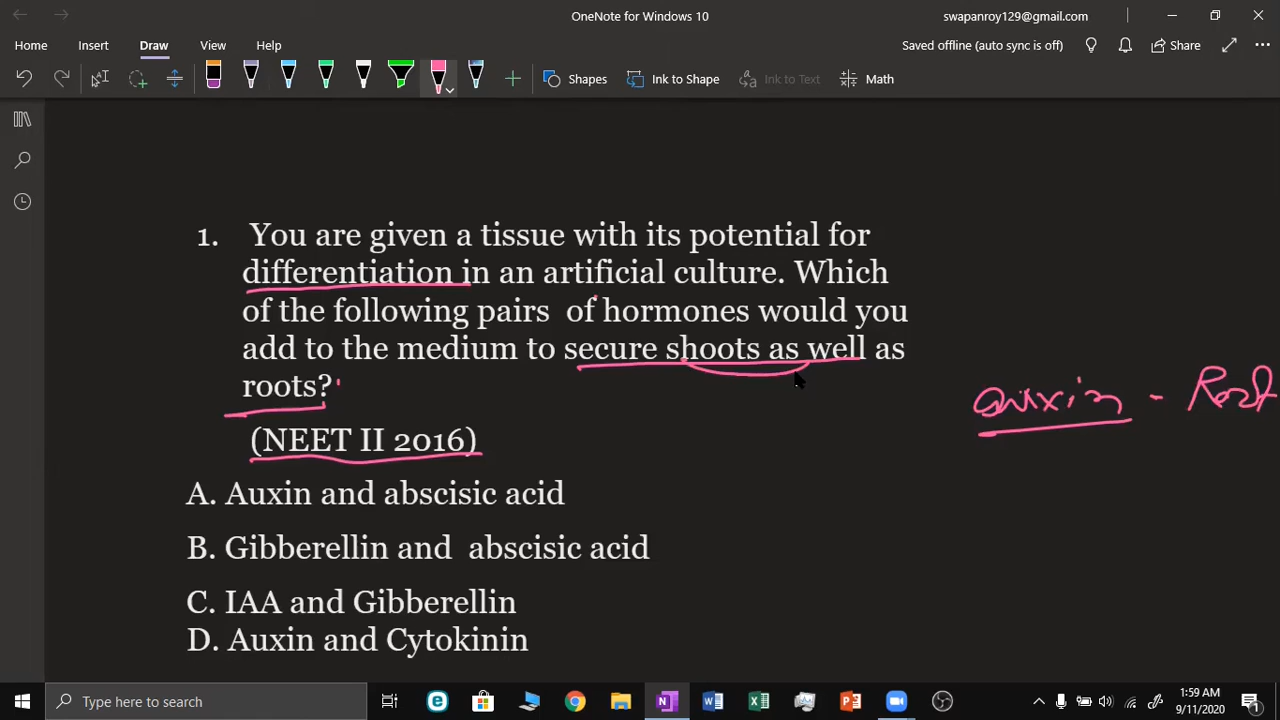 OneNote for Windows 10
swapanroy129@gmail.com
Home Insert Draw View Help
Saved offline (auto sync is off) Share
Shapes Ink to Shape Ink to Text Math
1. You are given a tissue with its potential for
differentiation in an artificial culture. Which
of the following pairs of hormones would you
add to the medium to secure shoots as well as
roots?
auxin - Root
(NEET II 2016)
A. Auxin and abscisic acid
B. Gibberellin and abscisic acid
C. IAA and Gibberellin
D. Auxin and Cytokinin
Type here to search
1:59 AM
9/11/2020
1